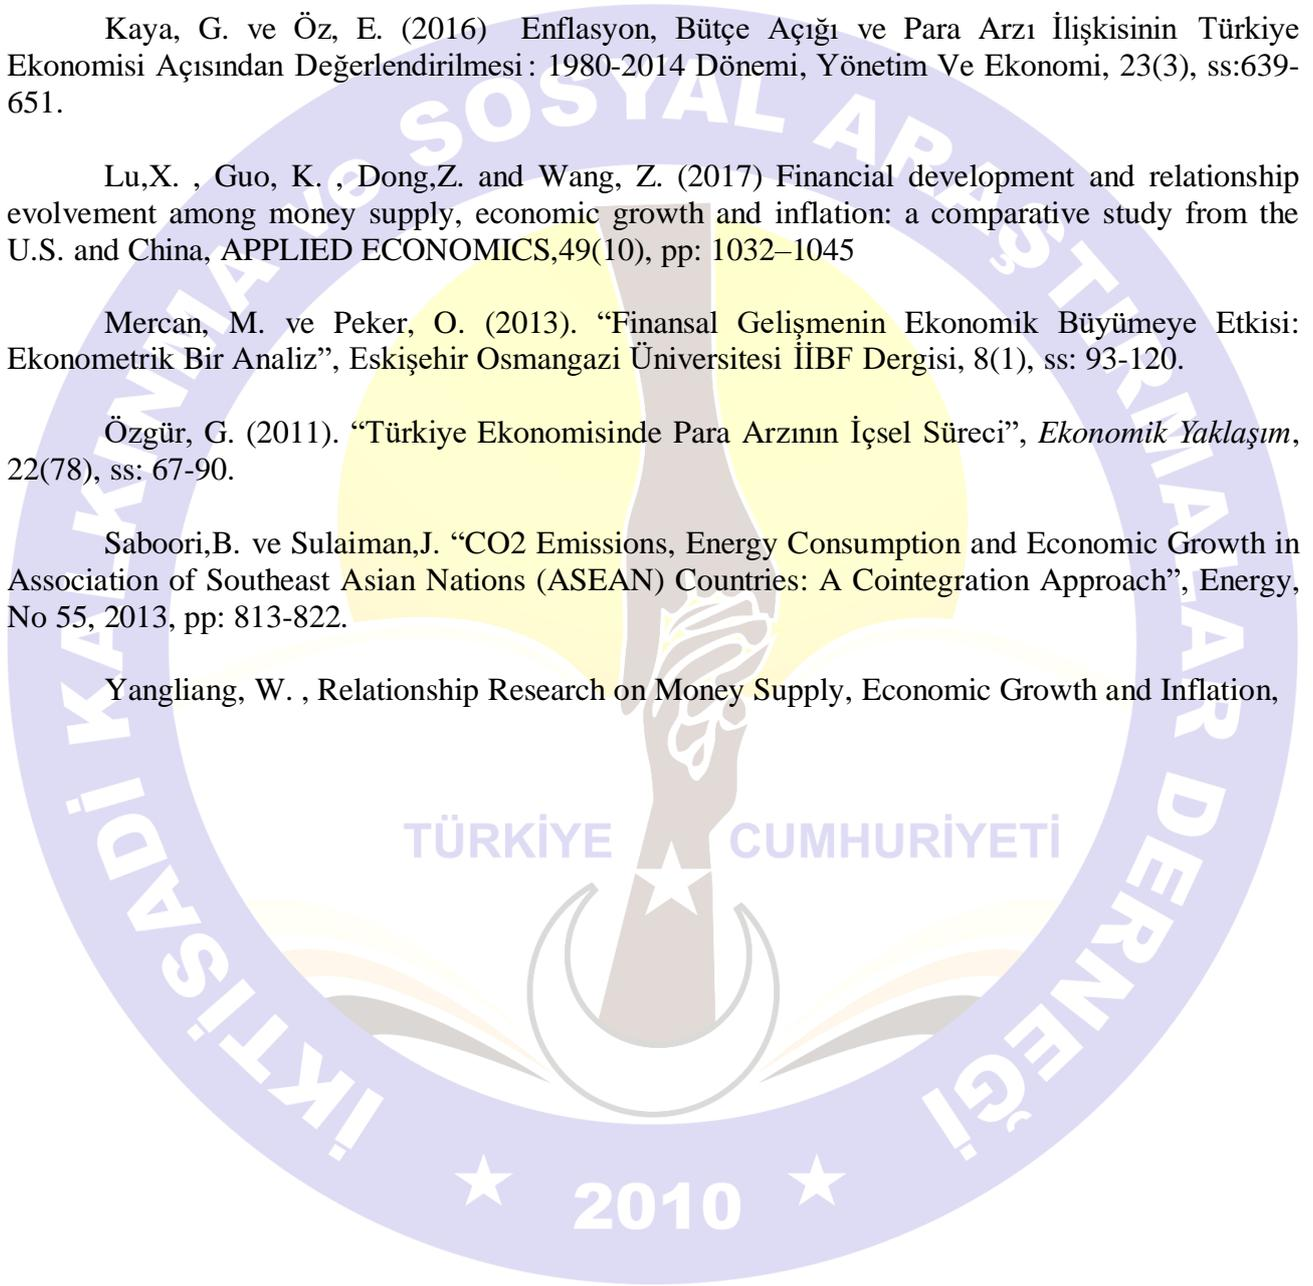 Kaya, G. ve Öz, E. (2016) Enflasyon, Bütçe Açığı ve Para Arzı İlişkisinin Türkiye
Ekonomisi Açısından Değerlendirilmesi : 1980-2014 Dönemi, Yönetim Ve Ekonomi, 23(3), ss:639-
651.
Lu,X. , Guo, K. , Dong,Z. and Wang, Z. (2017) Financial development and relationship
evolvement among money supply, economic growth and inflation: a comparative study from the
U.S. and China, APPLIED ECONOMICS,49(10), pp: 1032–1045
Mercan, M. ve Peker, O. (2013). “Finansal Gelişmenin Ekonomik Büyümeye Etkisi:
Ekonometrik Bir Analiz”, Eskişehir Osmangazi Üniversitesi İİBF Dergisi, 8(1), ss: 93-120.
Özgür, G. (2011). “Türkiye Ekonomisinde Para Arzının İçsel Süreci”, Ekonomik Yaklaşım,
22(78), ss: 67-90.
Saboori,B. ve Sulaiman,J. “CO2 Emissions, Energy Consumption and Economic Growth in
Association of Southeast Asian Nations (ASEAN) Countries: A Cointegration Approach”, Energy,
No 55, 2013, pp: 813-822.
Yangliang, W. , Relationship Research on Money Supply, Economic Growth and Inflation,
İKTİSADİ KALKINMA ve SOSYAL ARAŞTIRMALAR DERNEĞİ
TÜRKİYE CUMHURİYETİ
2010